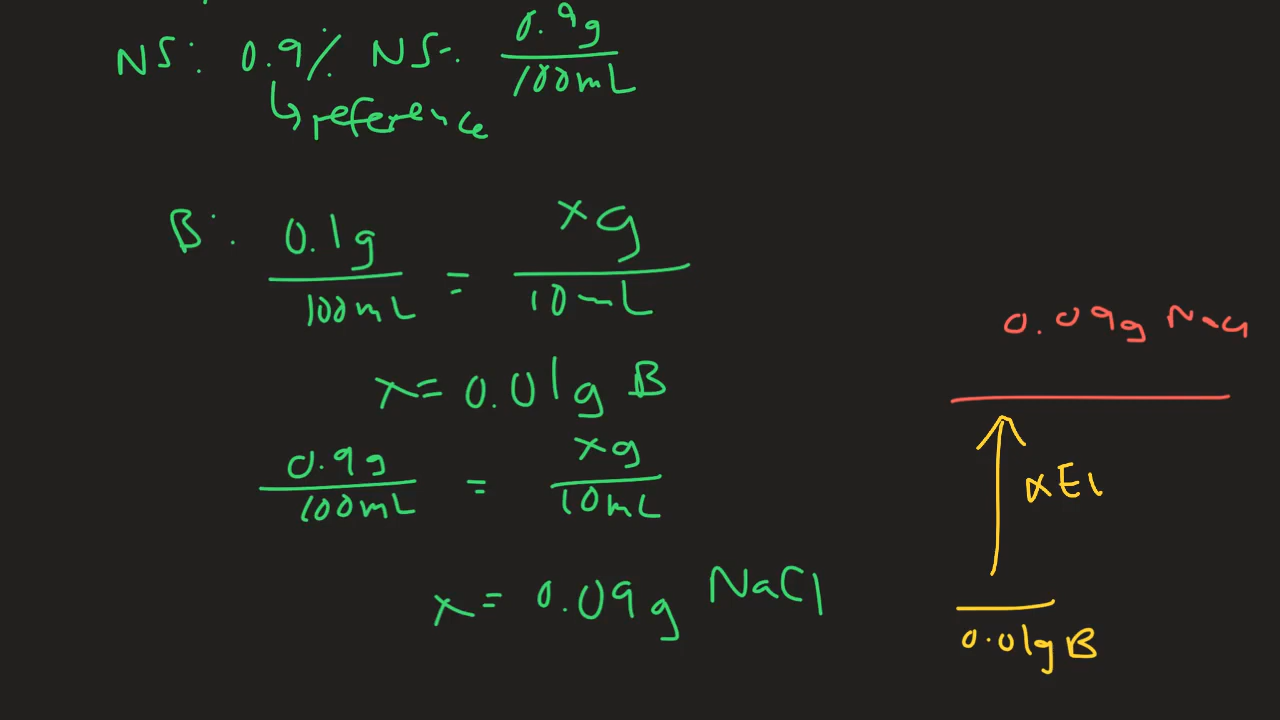 NS: 0.9% NS: 0.9g/100mL
↳ reference
B: 0.1g/100mL = xg/10mL
x = 0.01g B
0.9g/100mL = xg/10mL
x = 0.09g NaCl
0.09g NaCl
xE1
0.01g B